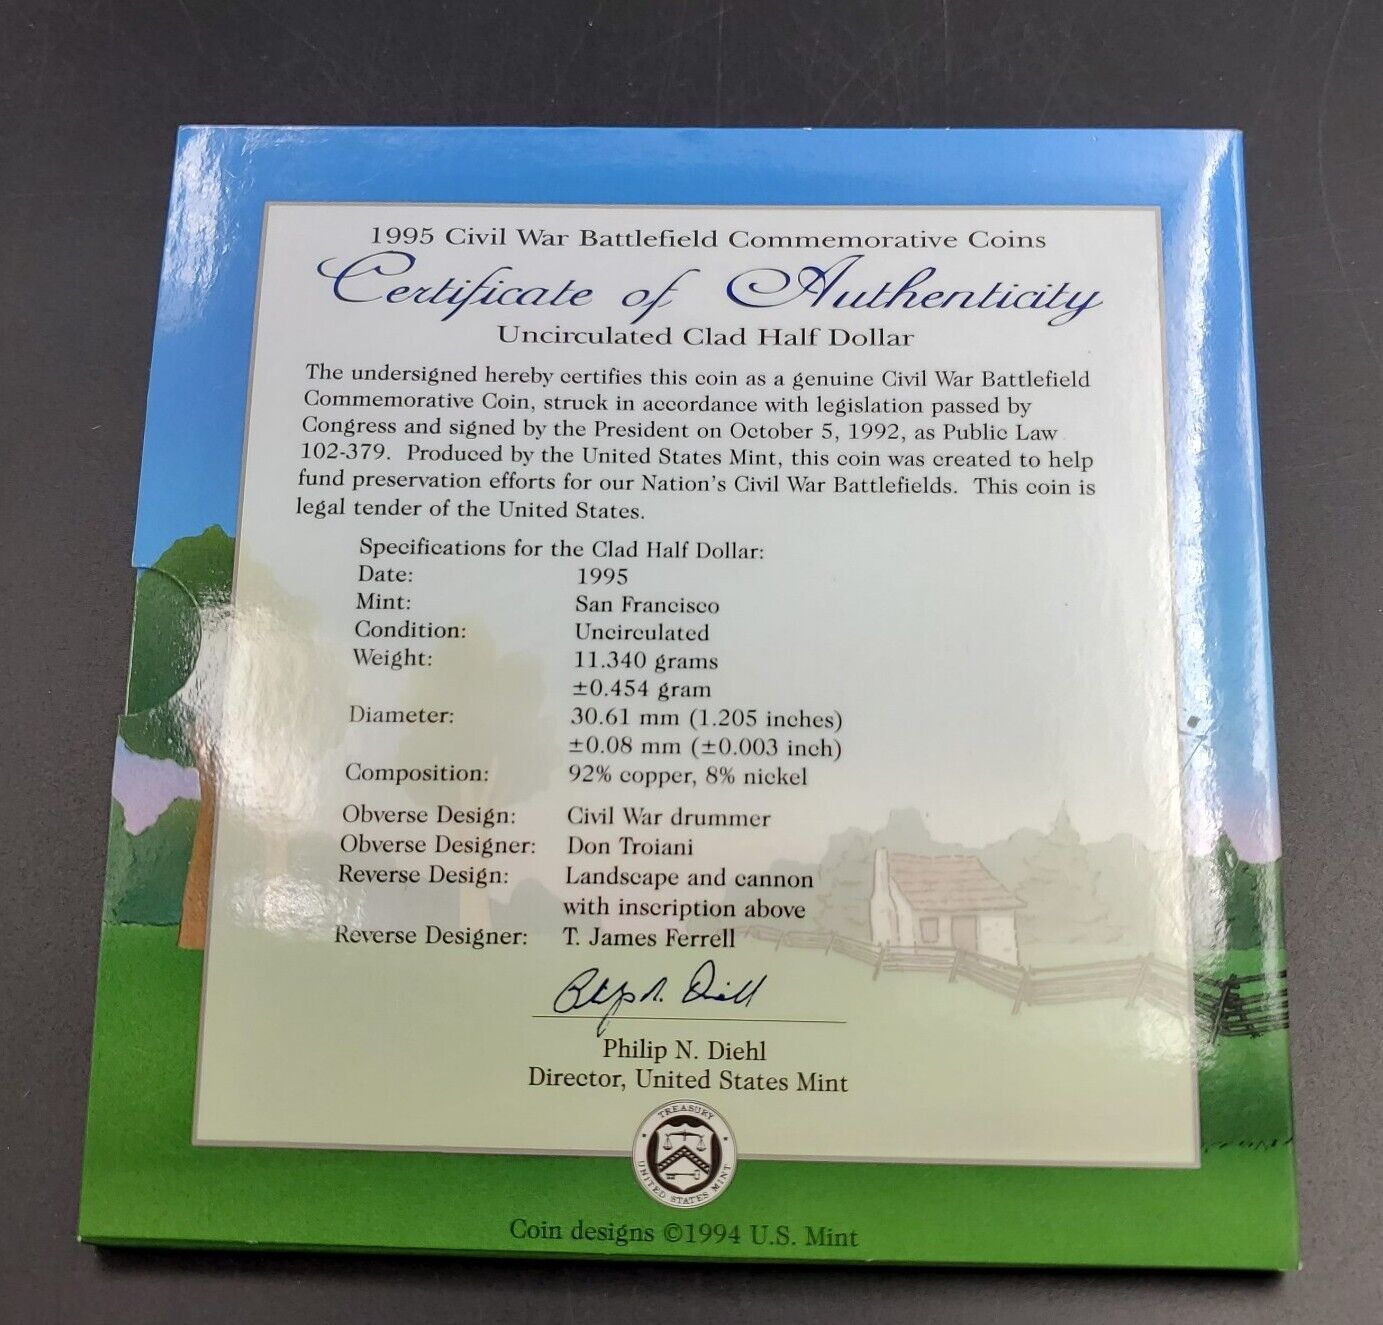 1995 Civil War Battlefield Commemorative Coins
Certificate of Authenticity
Uncirculated Clad Half Dollar
The undersigned hereby certifies this coin as a genuine Civil War Battlefield
Commemorative Coin, struck in accordance with legislation passed by
Congress and signed by the President on October 5, 1992, as Public Law
102-379. Produced by the United States Mint, this coin was created to help
fund preservation efforts for our Nation's Civil War Battlefields. This coin is
legal tender of the United States.
Specifications for the Clad Half Dollar:
Date: 1995
Mint: San Francisco
Condition: Uncirculated
Weight: 11.340 grams
±0.454 gram
Diameter: 30.61 mm (1.205 inches)
±0.08 mm (±0.003 inch)
Composition: 92% copper, 8% nickel
Obverse Design: Civil War drummer
Obverse Designer: Don Troiani
Reverse Design: Landscape and cannon
with inscription above
Reverse Designer: T. James Ferrell
Philip N. Diehl
Philip N. Diehl
Director, United States Mint
TREASURY
UNITED STATES MINT
Coin designs ©1994 U.S. Mint